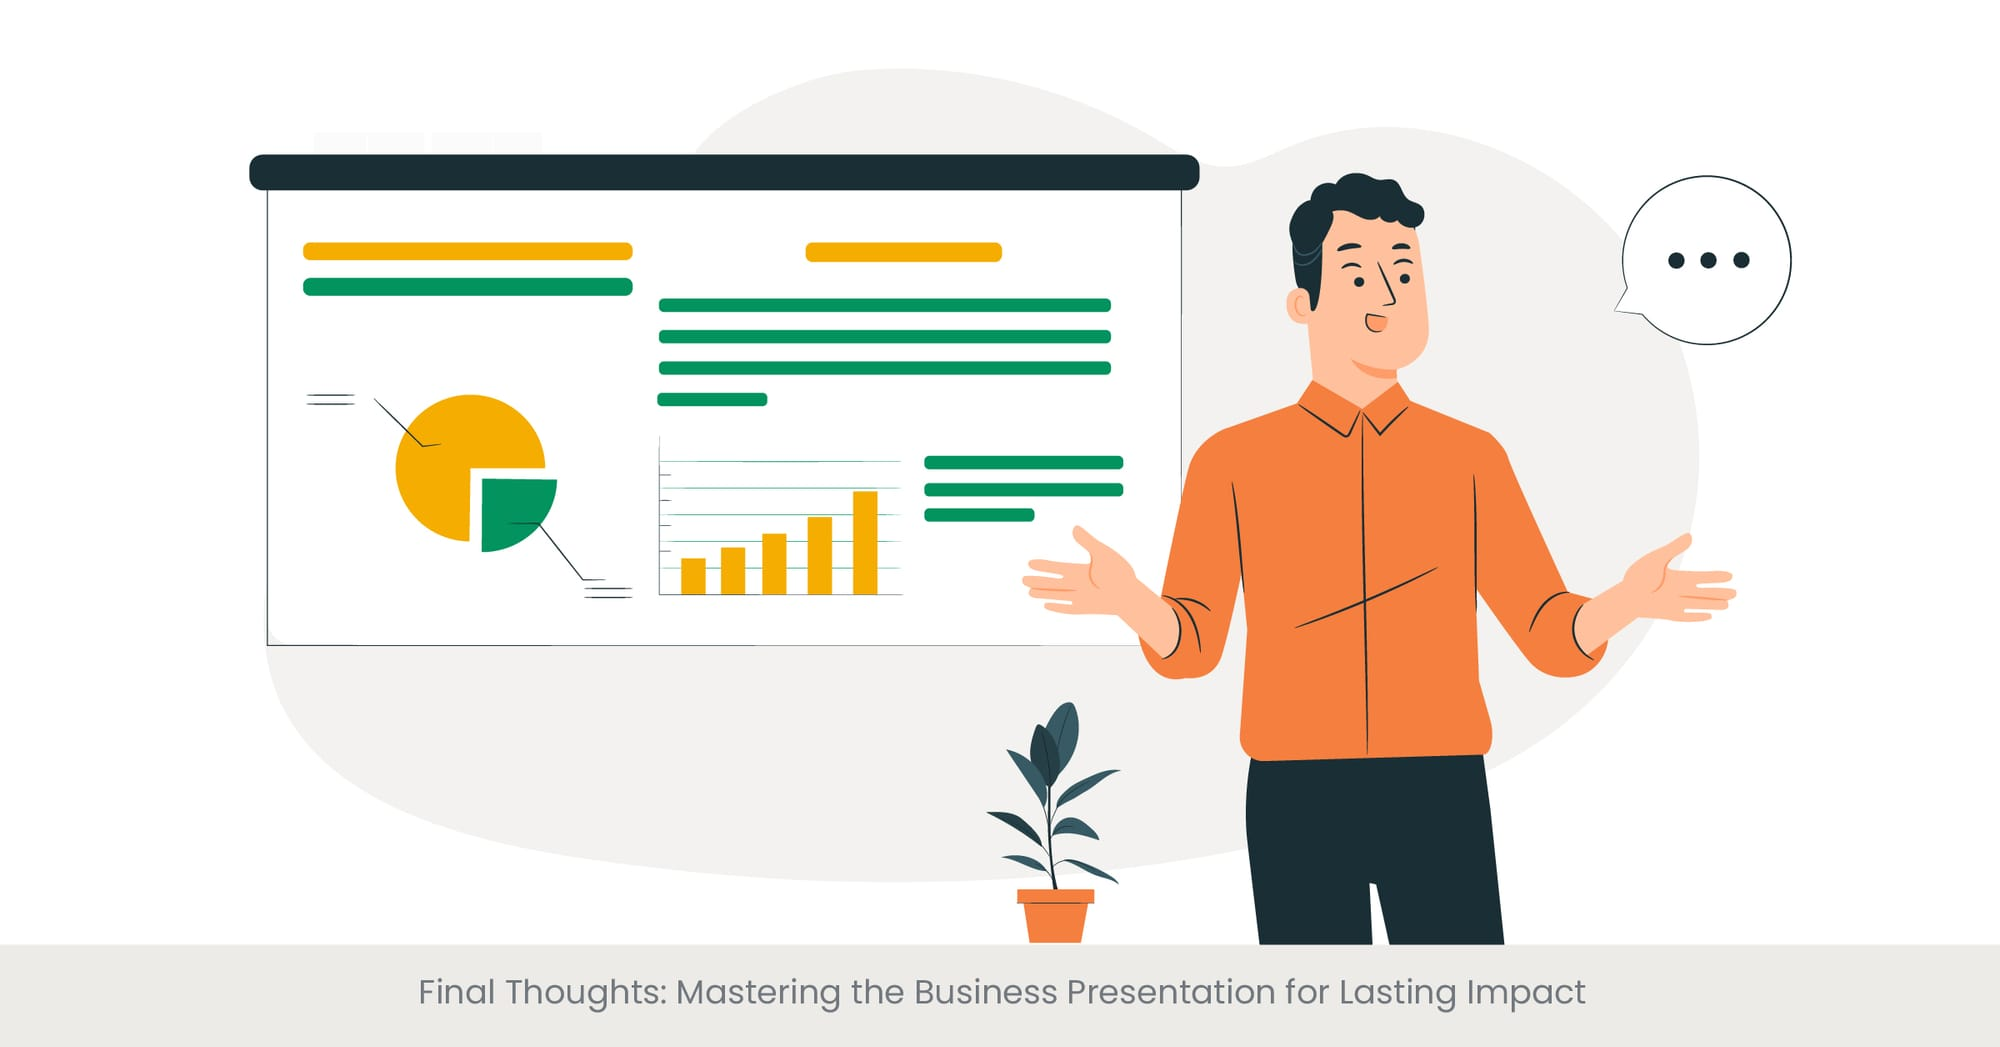 Final Thoughts: Mastering the Business Presentation for Lasting Impact